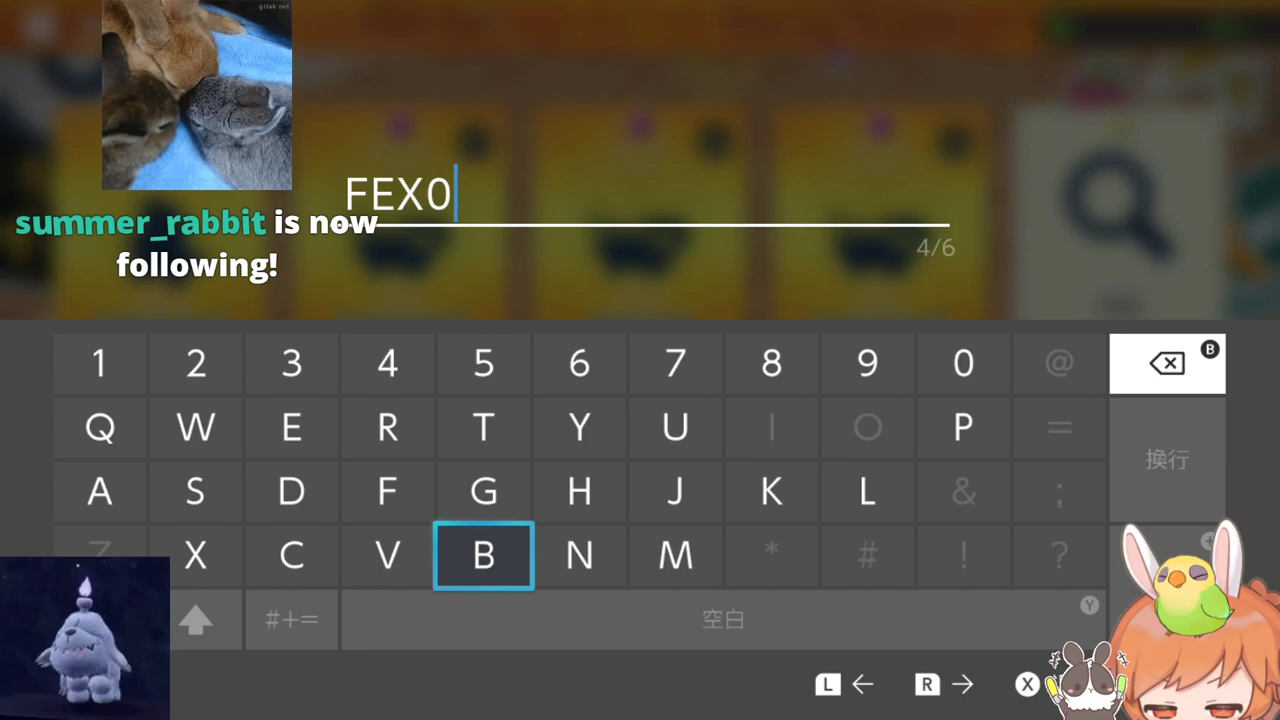 gifak-net
FEX0
summer_rabbit is now
following!
4/6
1 2 3 4 5 6 7 8 9 0 @ B
Q W E R T Y U I O P =
換行
A S D F G H J K L & ;
Z X C V B N M * # ! ?
#+= 空白 Y
L ← R → X